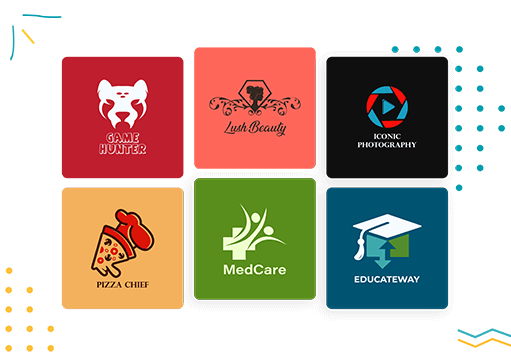 GAME
HUNTER
Lush Beauty
ICONIC
PHOTOGRAPHY
PIZZA CHIEF
MedCare
EDUCATEWAY